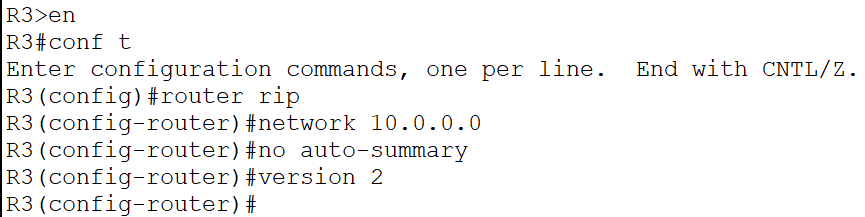 R3>en
R3#conf t
Enter configuration commands, one per line.  End with CNTL/Z.
R3(config)#router rip
R3(config-router)#network 10.0.0.0
R3(config-router)#no auto-summary
R3(config-router)#version 2
R3(config-router)#